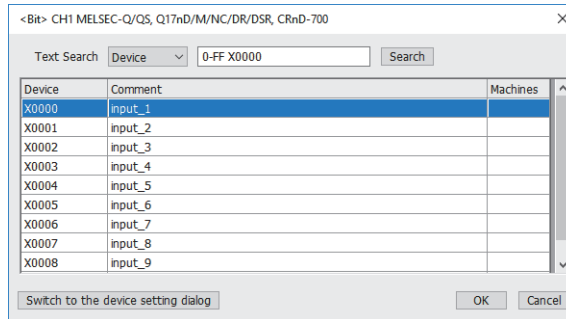 <Bit> CH1 MELSEC-Q/QS, Q17nD/M/NC/DR/DSR, CRnD-700
Text Search Device 0-FF X0000 Search
Device Comment Machines
X0000 input_1
X0001 input_2
X0002 input_3
X0003 input_4
X0004 input_5
X0005 input_6
X0006 input_7
X0007 input_8
X0008 input_9
Switch to the device setting dialog OK Cancel